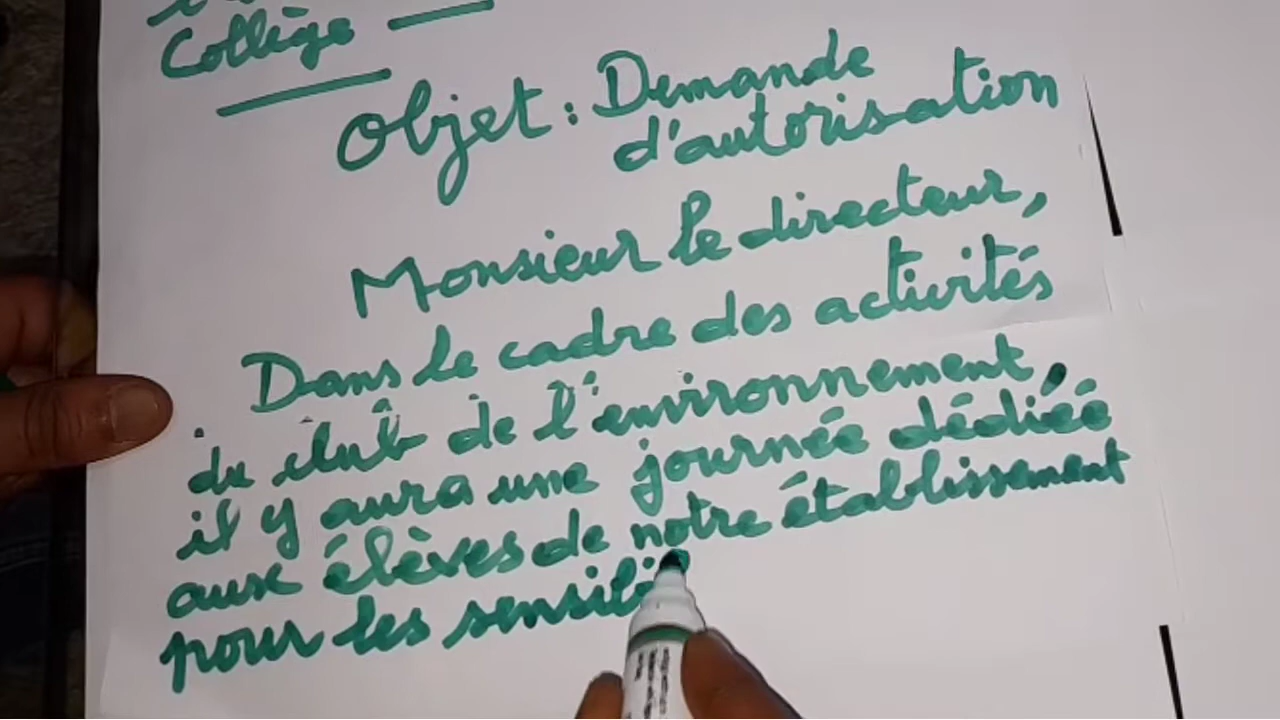 Collège
Objet : Demande
d'autorisation
Monsieur le directeur,
Dans le cadre des activités
du club de l'environnement,
il y aura une journée dédiée
aux élèves de notre établissement
pour les sensibi